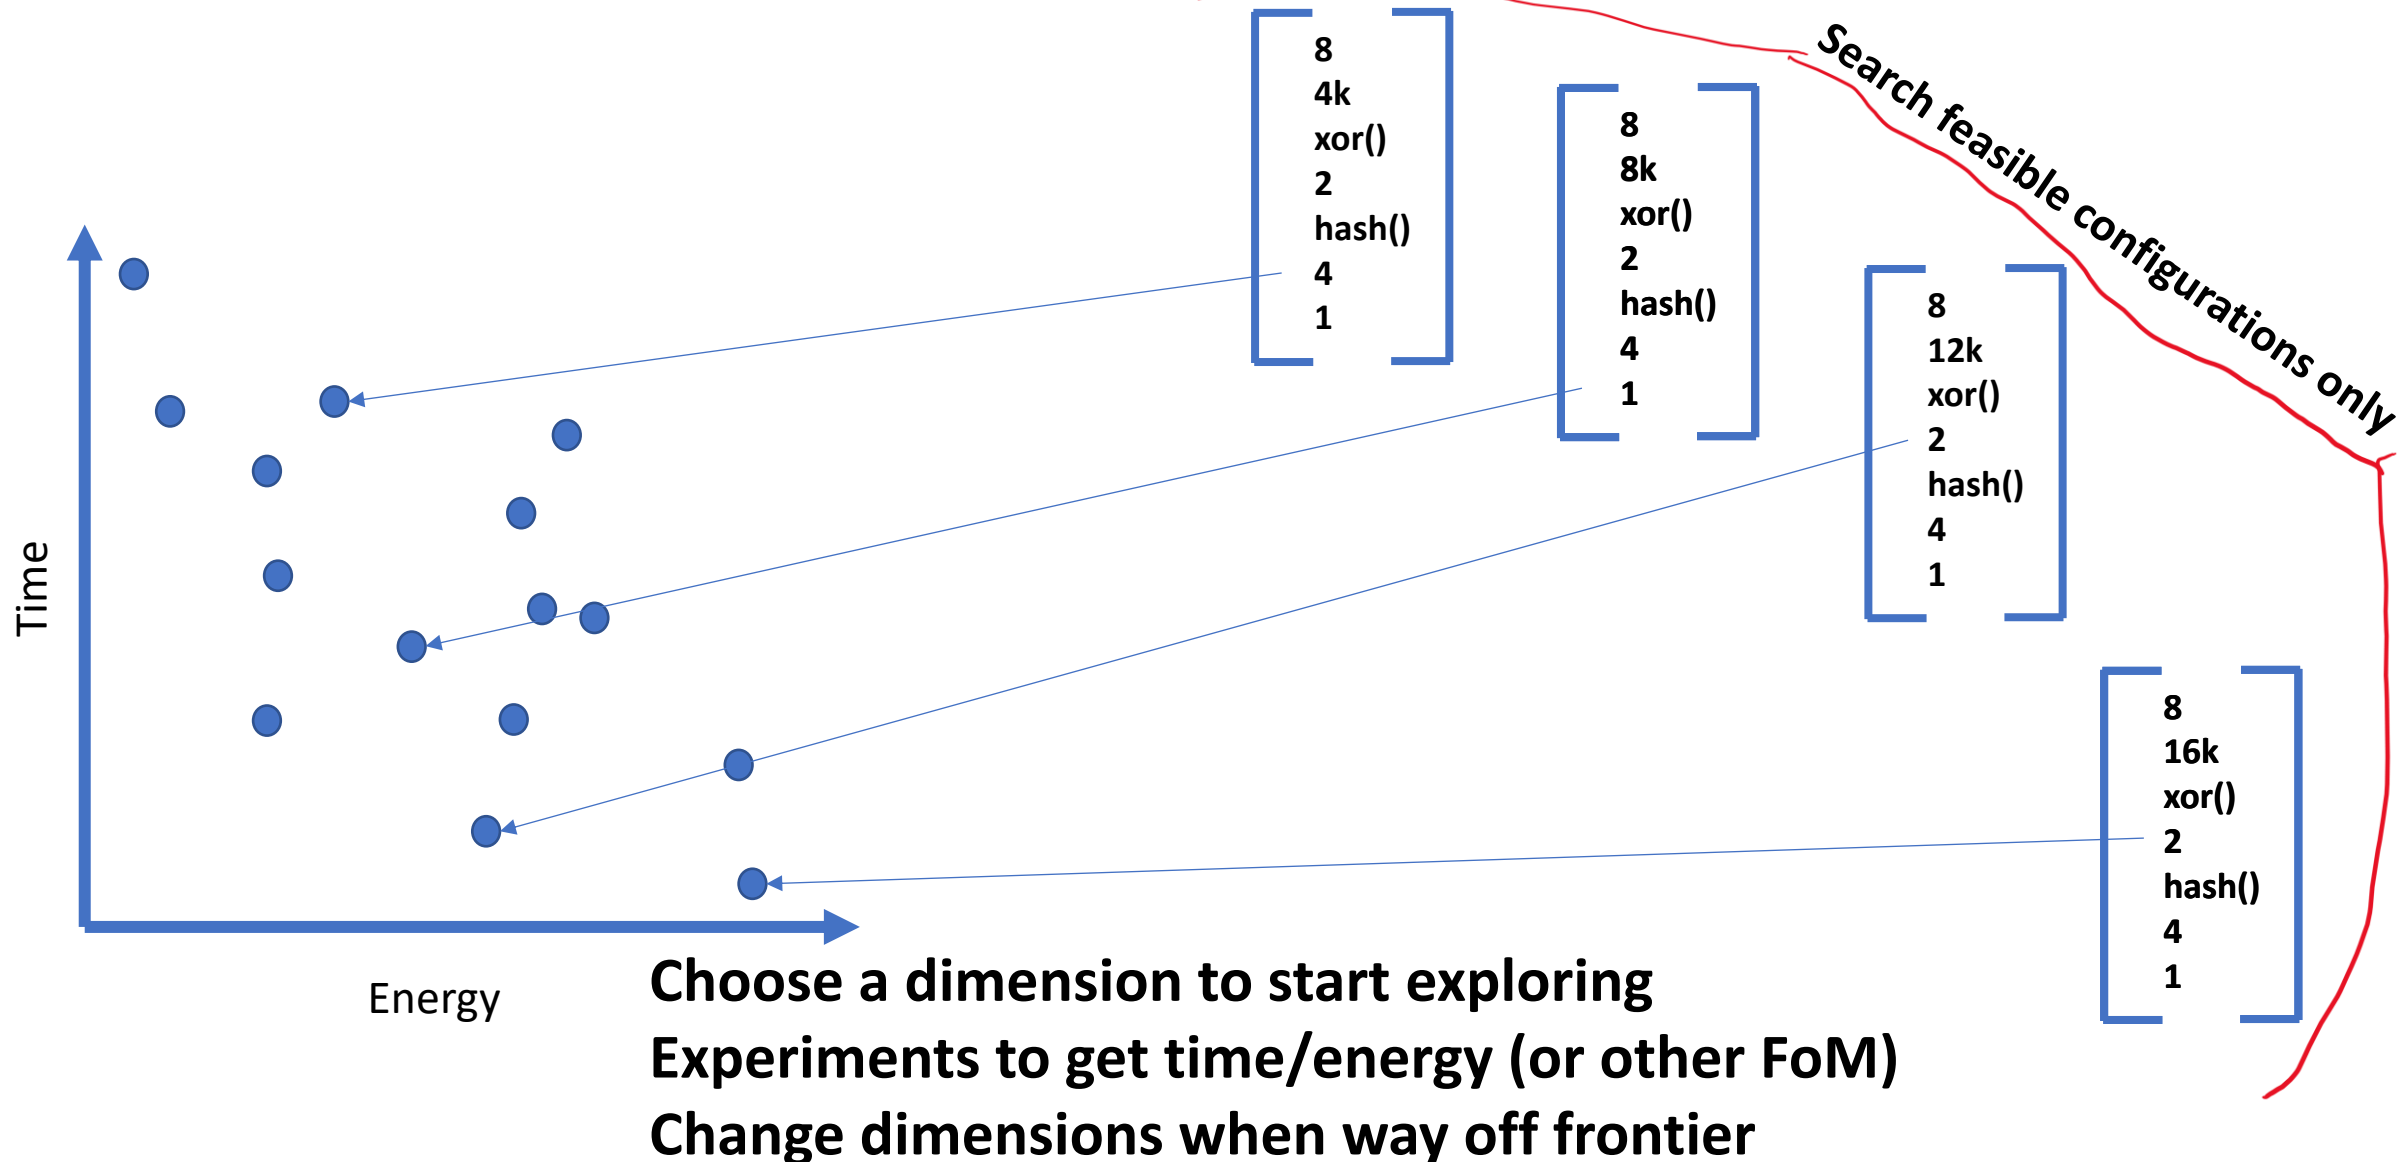 8
4k
xor()
2
hash()
4
1
8
8k
xor()
2
hash()
4
1
8
12k
xor()
2
hash()
4
1
8
16k
xor()
2
hash()
4
1
Search feasible configurations only
Time
Energy
Choose a dimension to start exploring
Experiments to get time/energy (or other FoM)
Change dimensions when way off frontier